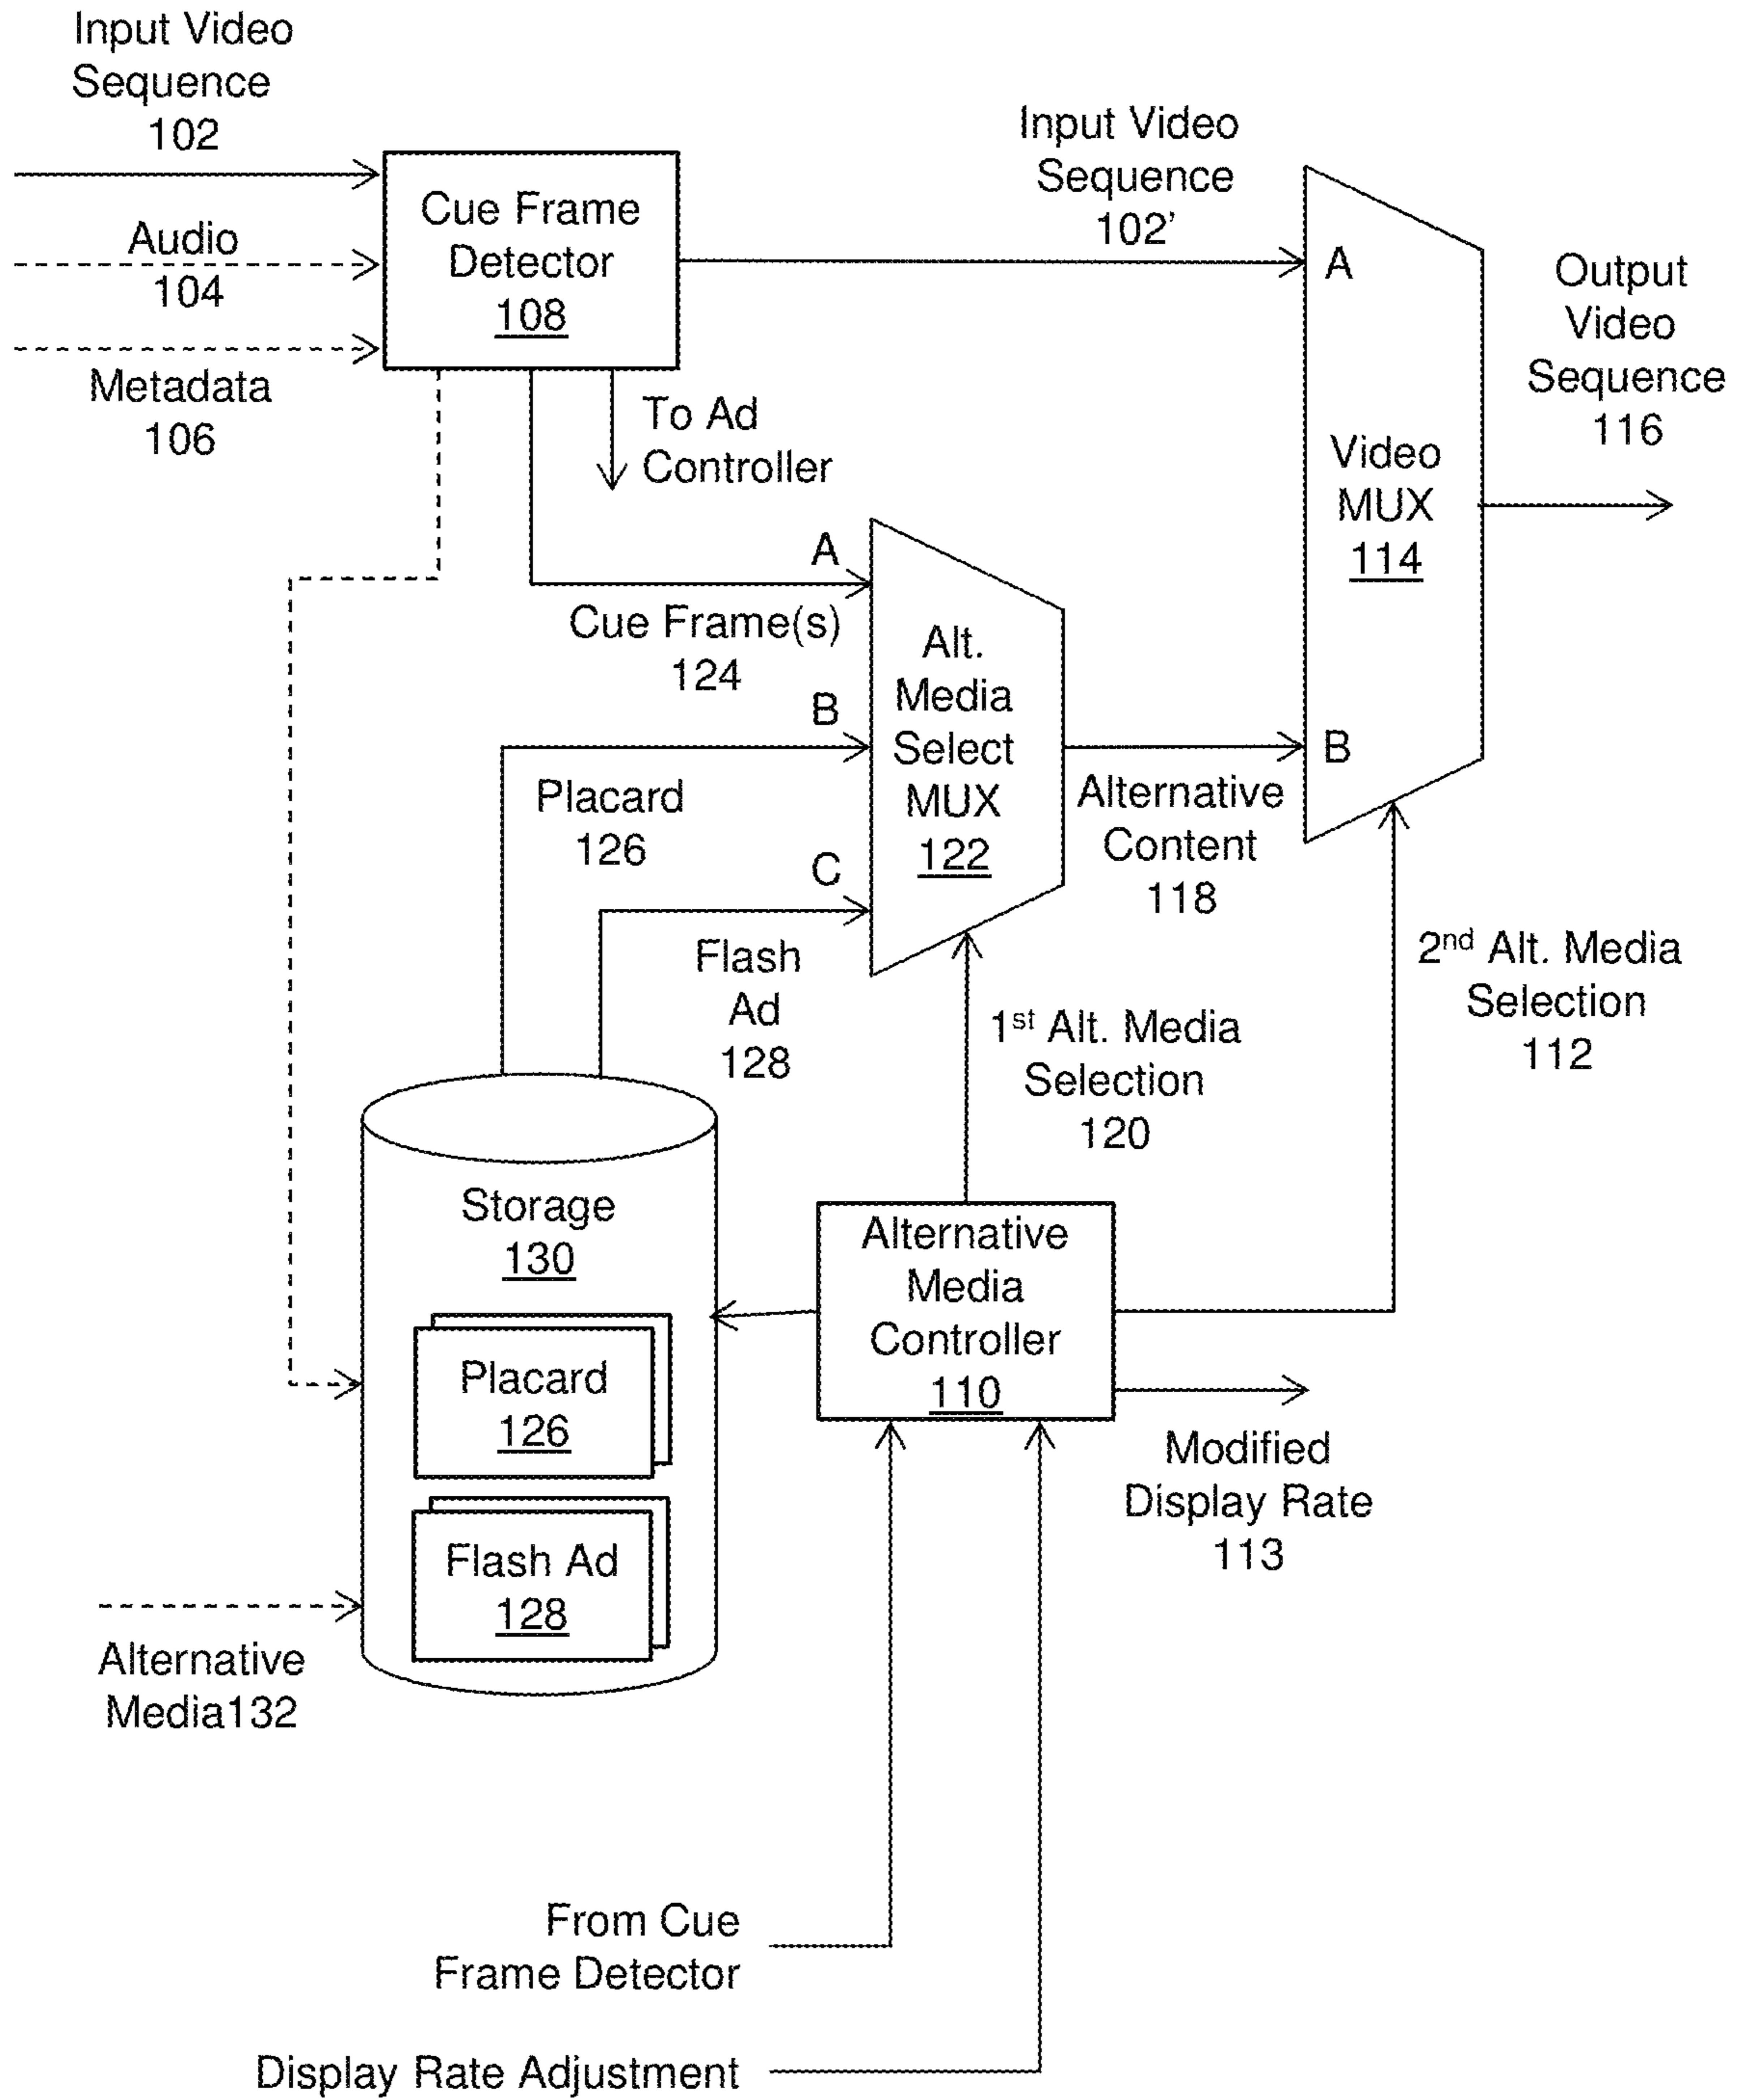 Input Video
Sequence
102
Audio
104
Metadata
106
Cue Frame
Detector
108
To Ad
Controller
Input Video
Sequence
102’
A
Video
MUX
114
B
Output
Video
Sequence
116
A
Cue Frame(s)
124
B
Placard
126
C
Flash
Ad
128
Alt.
Media
Select
MUX
122
Alternative
Content
118
1st Alt. Media
Selection
120
2nd Alt. Media
Selection
112
Storage
130
Placard
126
Flash Ad
128
Alternative
Media132
Alternative
Media
Controller
110
Modified
Display Rate
113
From Cue
Frame Detector
Display Rate Adjustment